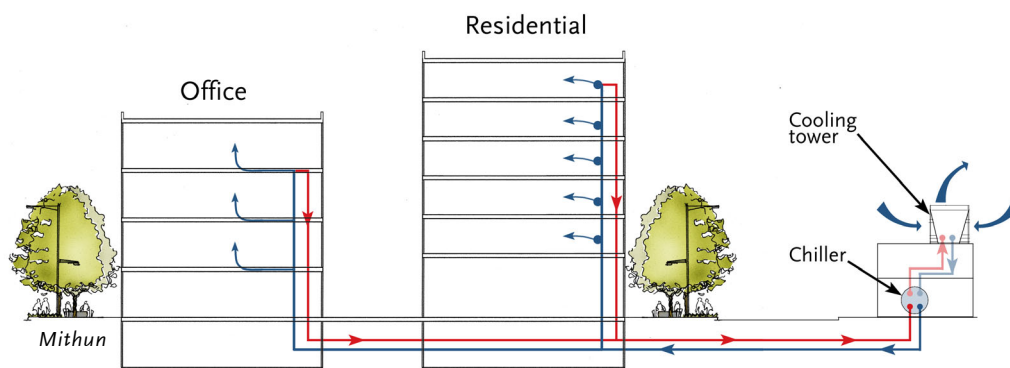 Residential
Office
Cooling
tower
Chiller
Mithun